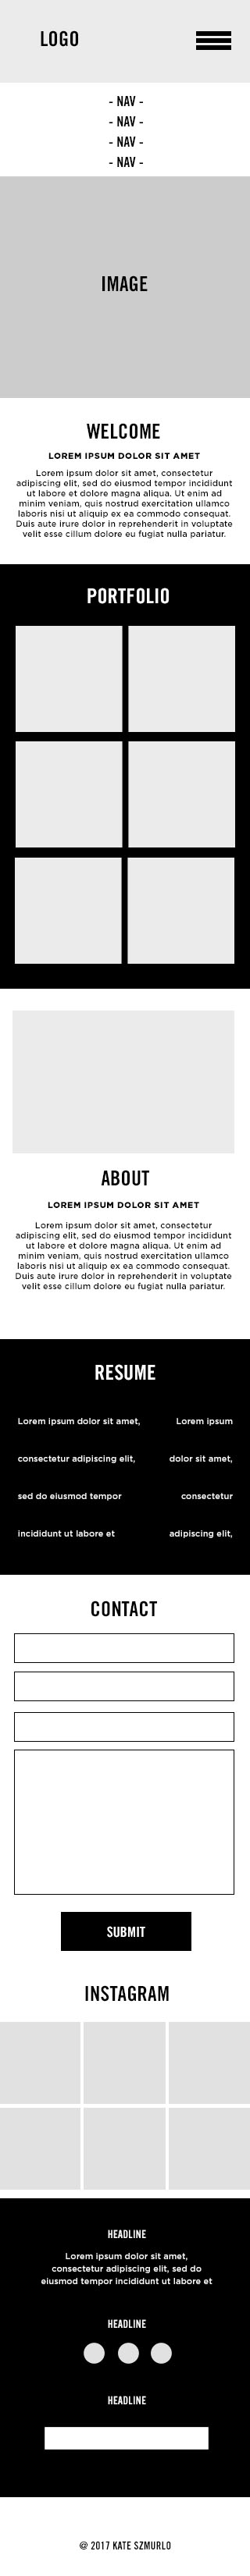 LOGO
- NAV -
- NAV -
- NAV -
- NAV -
IMAGE
WELCOME
LOREM IPSUM DOLOR SIT AMET
Lorem ipsum dolor sit amet, consectetur
adipiscing elit, sed do eiusmod tempor incididunt
ut labore et dolore magna aliqua. Ut enim ad
minim veniam, quis nostrud exercitation ullamco
laboris nisi ut aliquip ex ea commodo consequat.
Duis aute irure dolor in reprehenderit in voluptate
velit esse cillum dolore eu fugiat nulla pariatur.
PORTFOLIO
ABOUT
LOREM IPSUM DOLOR SIT AMET
Lorem ipsum dolor sit amet, consectetur
adipiscing elit, sed do eiusmod tempor incididunt
ut labore et dolore magna aliqua. Ut enim ad
minim veniam, quis nostrud exercitation ullamco
laboris nisi ut aliquip ex ea commodo consequat.
Duis aute irure dolor in reprehenderit in voluptate
velit esse cillum dolore eu fugiat nulla pariatur.
RESUME
Lorem ipsum dolor sit amet, Lorem ipsum
consectetur adipiscing elit, dolor sit amet,
sed do eiusmod tempor consectetur
incididunt ut labore et adipiscing elit,
CONTACT
SUBMIT
INSTAGRAM
HEADLINE
Lorem ipsum dolor sit amet,
consectetur adipiscing elit, sed do
eiusmod tempor incididunt ut labore et
HEADLINE
HEADLINE
@ 2017 KATE SZMURLO